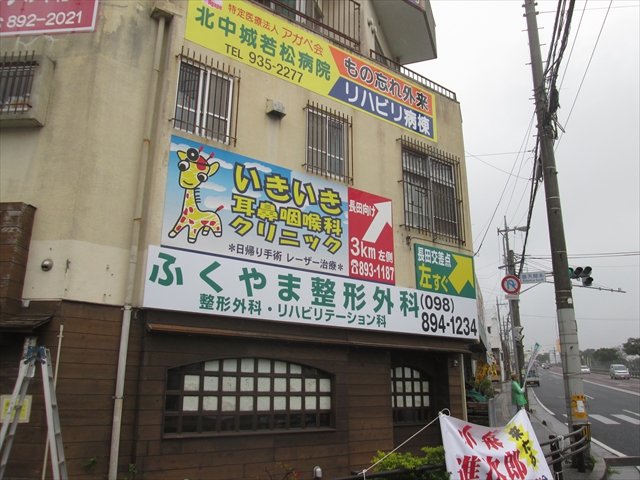 892-2021
特定医療法人 アガペ会
北中城若松病院
TEL 935-2277
もの忘れ外来
リハビリ病棟
いきいき
耳鼻咽喉科
クリニック
*日帰り手術 レーザー治療*
長田向け
3km 左側
☎893-1187
長田交差点
左すぐ
ふくやま整形外科
整形外科・リハビリテーション科
(098)
894-1234
進太郎